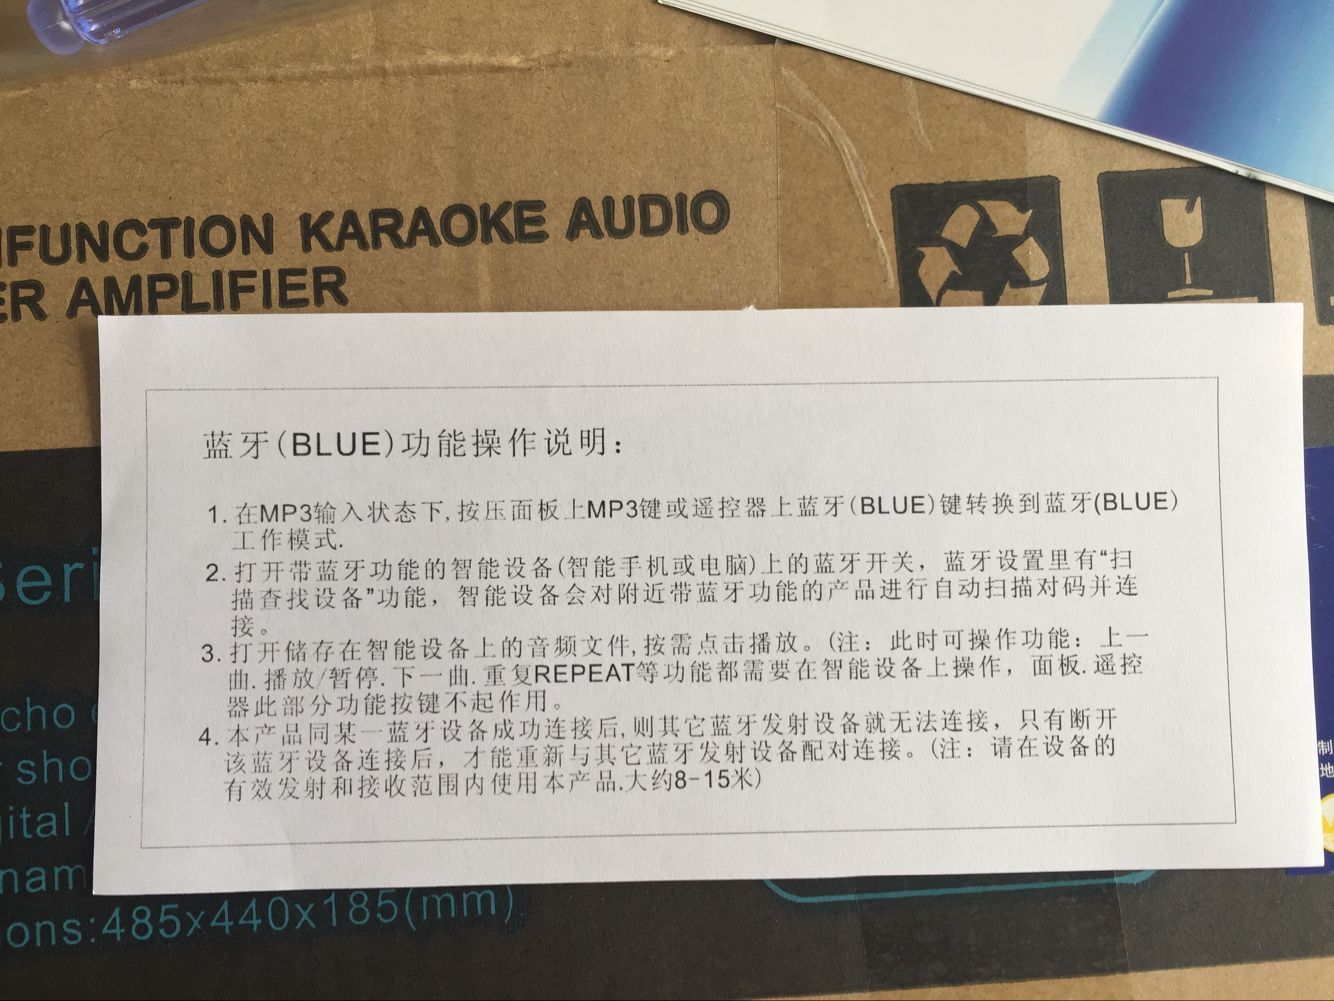 IFUNCTION KARAOKE AUDIO
ER AMPLIFIER
蓝牙(BLUE)功能操作说明：
1. 在MP3输入状态下,按压面板上MP3键或遥控器上蓝牙(BLUE)键转换到蓝牙(BLUE)
工作模式.
2. 打开带蓝牙功能的智能设备(智能手机或电脑)上的蓝牙开关，蓝牙设置里有“扫
描查找设备”功能，智能设备会对附近带蓝牙功能的产品进行自动扫描对码并连
接。
3. 打开储存在智能设备上的音频文件,按需点击播放。(注：此时可操作功能：上一
曲.播放/暂停.下一曲.重复REPEAT等功能都需要在智能设备上操作，面板.遥控
器此部分功能按键不起作用。
4. 本产品同某一蓝牙设备成功连接后,则其它蓝牙发射设备就无法连接，只有断开
该蓝牙设备连接后，才能重新与其它蓝牙发射设备配对连接。(注：请在设备的
有效发射和接收范围内使用本产品.大约8-15米)
Seri
cho
sho
ital
nam
ions:485x440x185(mm)
制
地